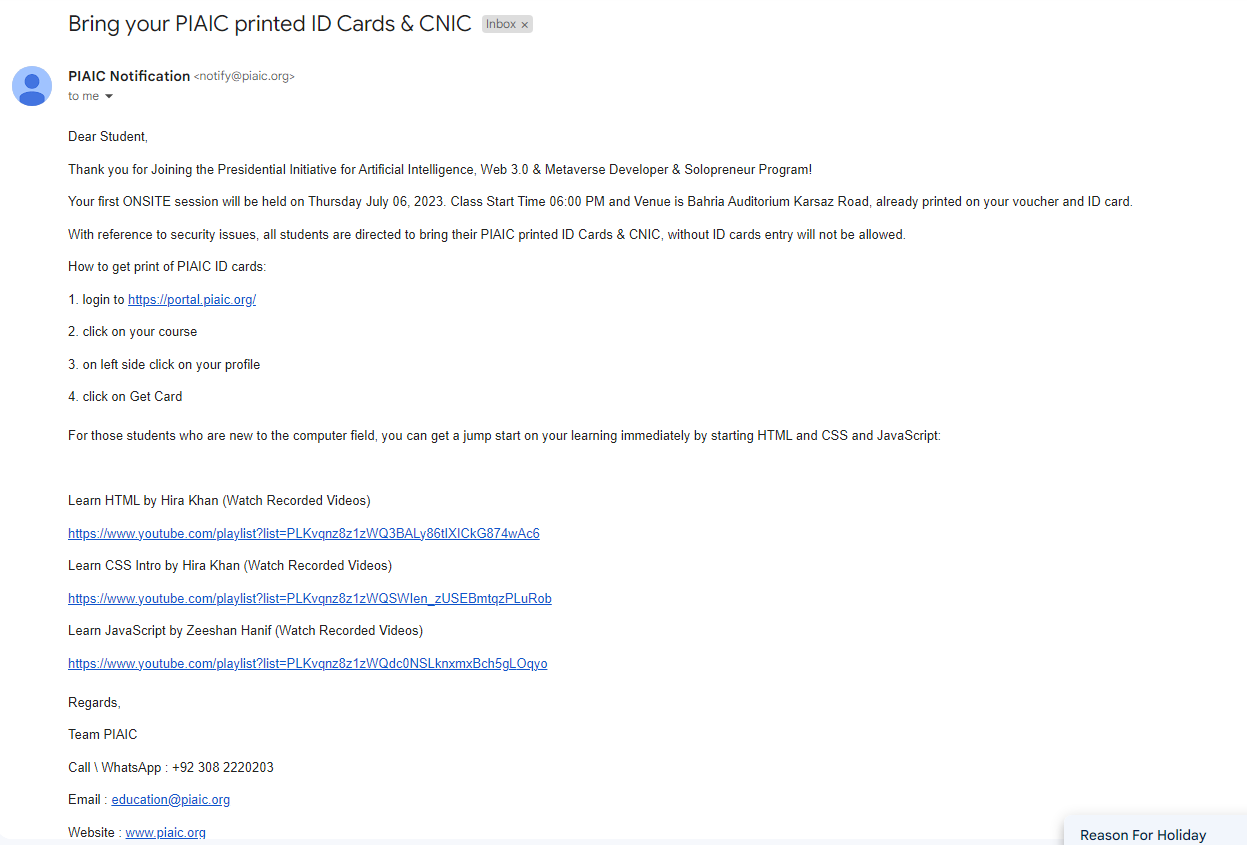 Bring your PIAIC printed ID Cards & CNIC Inbox ×
PIAIC Notification <notify@piaic.org>
to me
Dear Student,
Thank you for Joining the Presidential Initiative for Artificial Intelligence, Web 3.0 & Metaverse Developer & Solopreneur Program!
Your first ONSITE session will be held on Thursday July 06, 2023. Class Start Time 06:00 PM and Venue is Bahria Auditorium Karsaz Road, already printed on your voucher and ID card.
With reference to security issues, all students are directed to bring their PIAIC printed ID Cards & CNIC, without ID cards entry will not be allowed.
How to get print of PIAIC ID cards:
1. login to https://portal.piaic.org/
2. click on your course
3. on left side click on your profile
4. click on Get Card
For those students who are new to the computer field, you can get a jump start on your learning immediately by starting HTML and CSS and JavaScript:
Learn HTML by Hira Khan (Watch Recorded Videos)
https://www.youtube.com/playlist?list=PLKvqnz8z1zWQ3BALy86tIXICkG874wAc6
Learn CSS Intro by Hira Khan (Watch Recorded Videos)
https://www.youtube.com/playlist?list=PLKvqnz8z1zWQSWIen_zUSEBmtqzPLuRob
Learn JavaScript by Zeeshan Hanif (Watch Recorded Videos)
https://www.youtube.com/playlist?list=PLKvqnz8z1zWQdc0NSLknxmxBch5gLOqyo
Regards,
Team PIAIC
Call \ WhatsApp : +92 308 2220203
Email : education@piaic.org
Website : www.piaic.org
Reason For Holiday